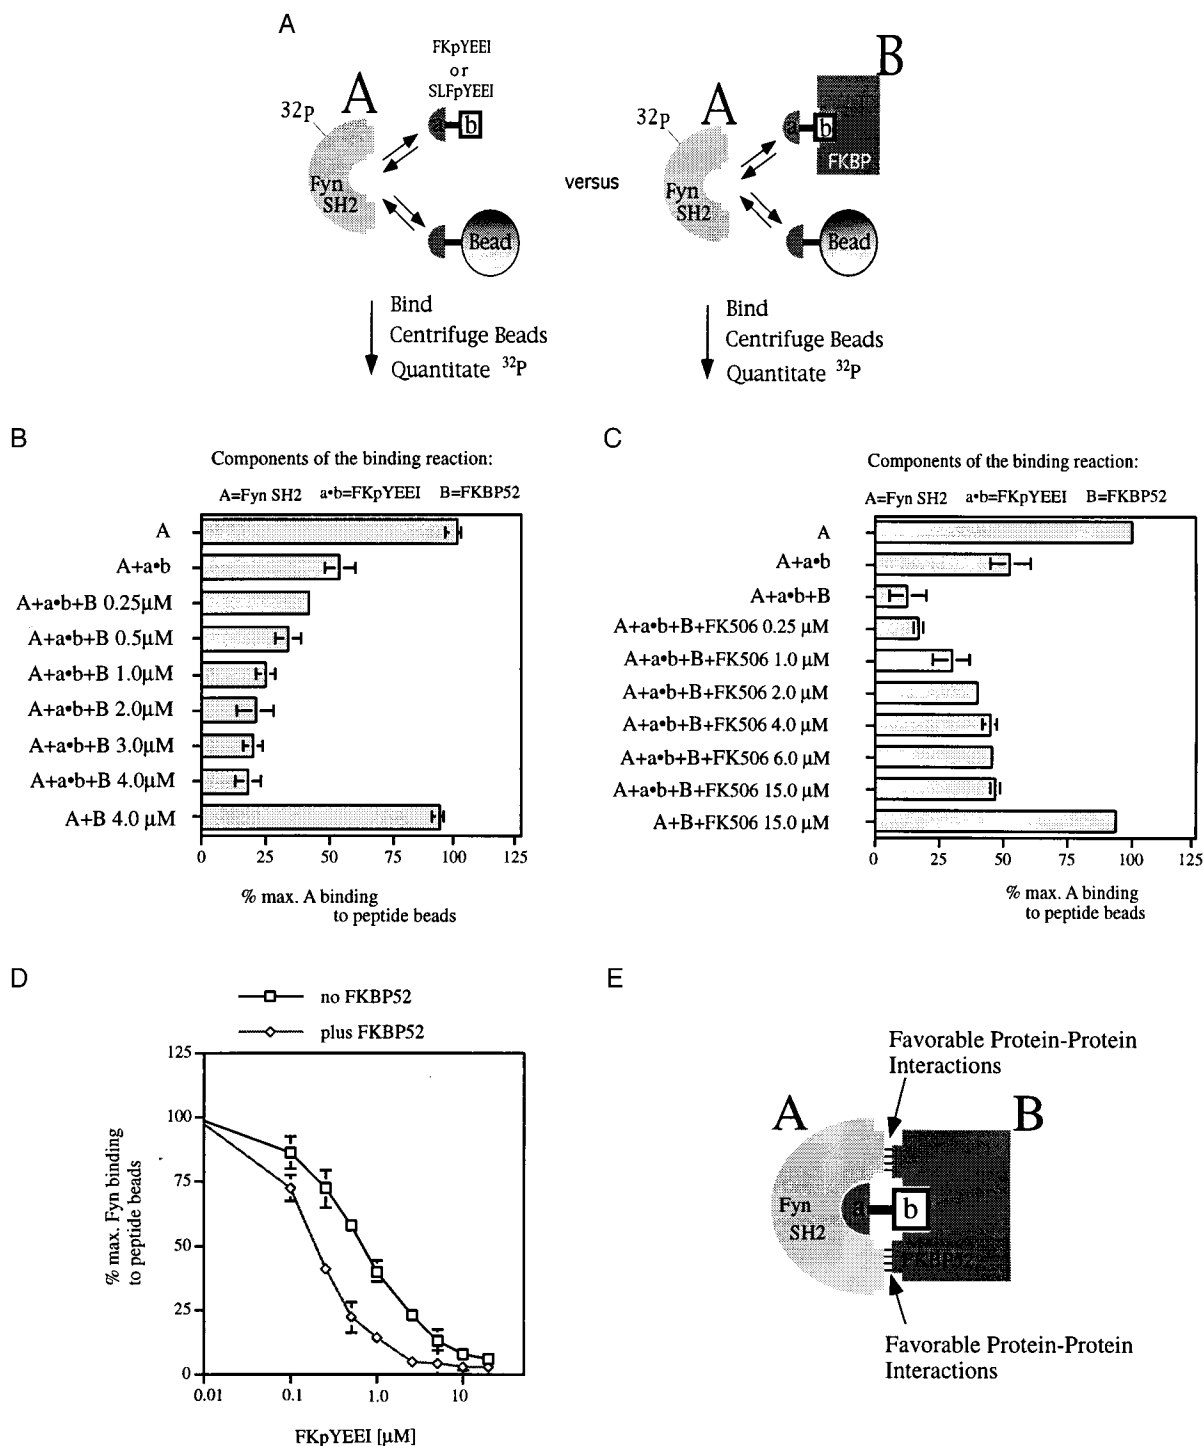 A
FKpYEEI
or
SLFpYEEI
A
32P
a
b
Fyn
SH2
Bead
versus
B
A
32P
a
b
FKBP
Fyn
SH2
Bead
Bind
Centrifuge Beads
Quantitate 32P
Bind
Centrifuge Beads
Quantitate 32P
B
Components of the binding reaction:
A=Fyn SH2 a•b=FKpYEEI B=FKBP52
A
A+a•b
A+a•b+B 0.25µM
A+a•b+B 0.5µM
A+a•b+B 1.0µM
A+a•b+B 2.0µM
A+a•b+B 3.0µM
A+a•b+B 4.0µM
A+B 4.0 µM
0 25 50 75 100 125
% max. A binding
to peptide beads
C
Components of the binding reaction:
A=Fyn SH2 a•b=FKpYEEI B=FKBP52
A
A+a•b
A+a•b+B
A+a•b+B+FK506 0.25 µM
A+a•b+B+FK506 1.0 µM
A+a•b+B+FK506 2.0 µM
A+a•b+B+FK506 4.0 µM
A+a•b+B+FK506 6.0 µM
A+a•b+B+FK506 15.0 µM
A+B+FK506 15.0 µM
0 25 50 75 100 125
% max. A binding
to peptide beads
D
no FKBP52
plus FKBP52
125
100
75
50
25
0
% max. Fyn binding
to peptide beads
0.01 0.1 1.0 10
FKpYEEI [µM]
E
Favorable Protein-Protein
Interactions
A
B
Fyn
SH2
a
b
FKBP52
Favorable Protein-Protein
Interactions